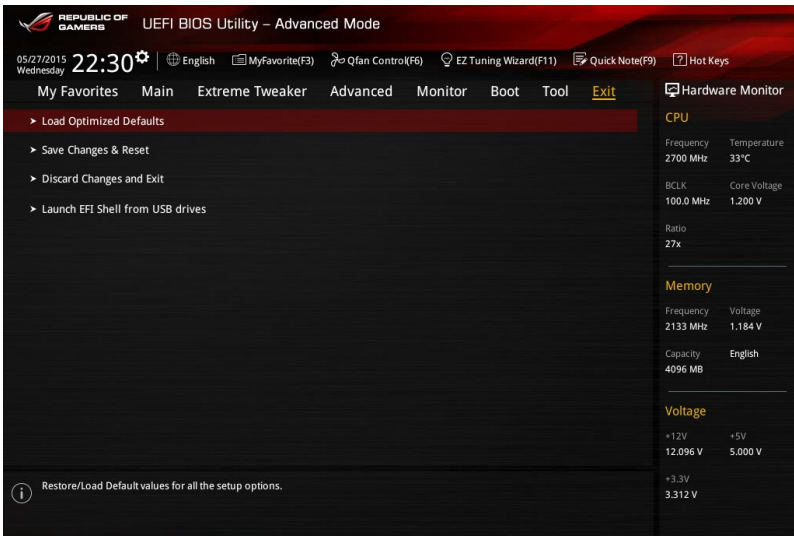 REPUBLIC OF
GAMERS
UEFI BIOS Utility – Advanced Mode
05/27/2015
Wednesday
22:30
English
MyFavorite(F3)
Qfan Control(F6)
EZ Tuning Wizard(F11)
Quick Note(F9)
? Hot Keys
My Favorites Main Extreme Tweaker Advanced Monitor Boot Tool Exit
Hardware Monitor
> Load Optimized Defaults
> Save Changes & Reset
> Discard Changes and Exit
> Launch EFI Shell from USB drives
CPU
Frequency Temperature
2700 MHz 33°C
BCLK Core Voltage
100.0 MHz 1.200 V
Ratio
27x
Memory
Frequency Voltage
2133 MHz 1.184 V
Capacity English
4096 MB
Voltage
+12V +5V
12.096 V 5.000 V
+3.3V
3.312 V
i
Restore/Load Default values for all the setup options.